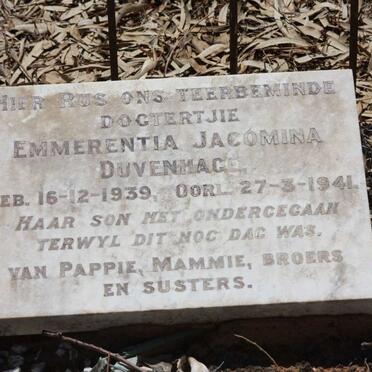 HIER RUS ONS TEERBEMINDE
DOGTERTJIE
EMMERENTIA JACOMINA
DUVENHAGE.
GEB. 16-12-1939. OORL. 27-3-1941.
HAAR SON HET ONDERGEGAAN
TERWYL DIT NOG DAG WAS.
VAN PAPPIE, MAMMIE, BROERS
EN SUSTERS.